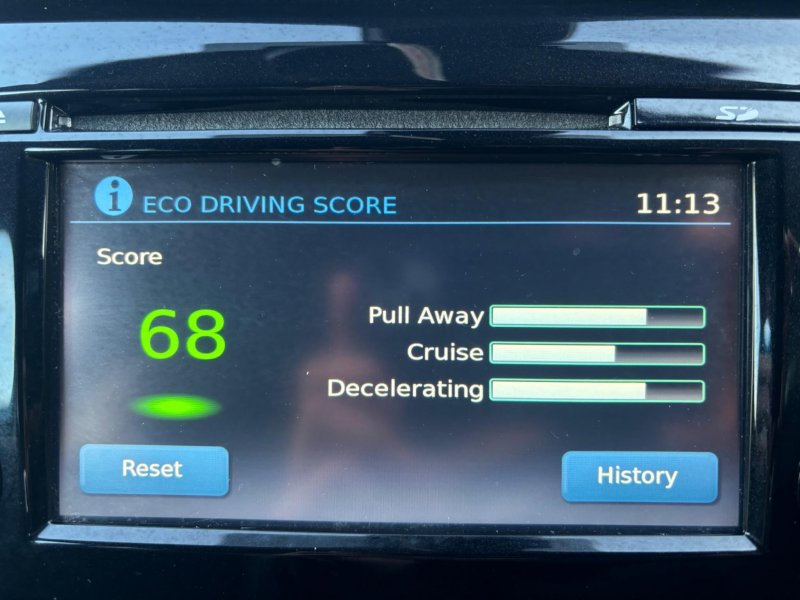 SD
i ECO DRIVING SCORE 11:13
Score
68
Pull Away
Cruise
Decelerating
Reset
History